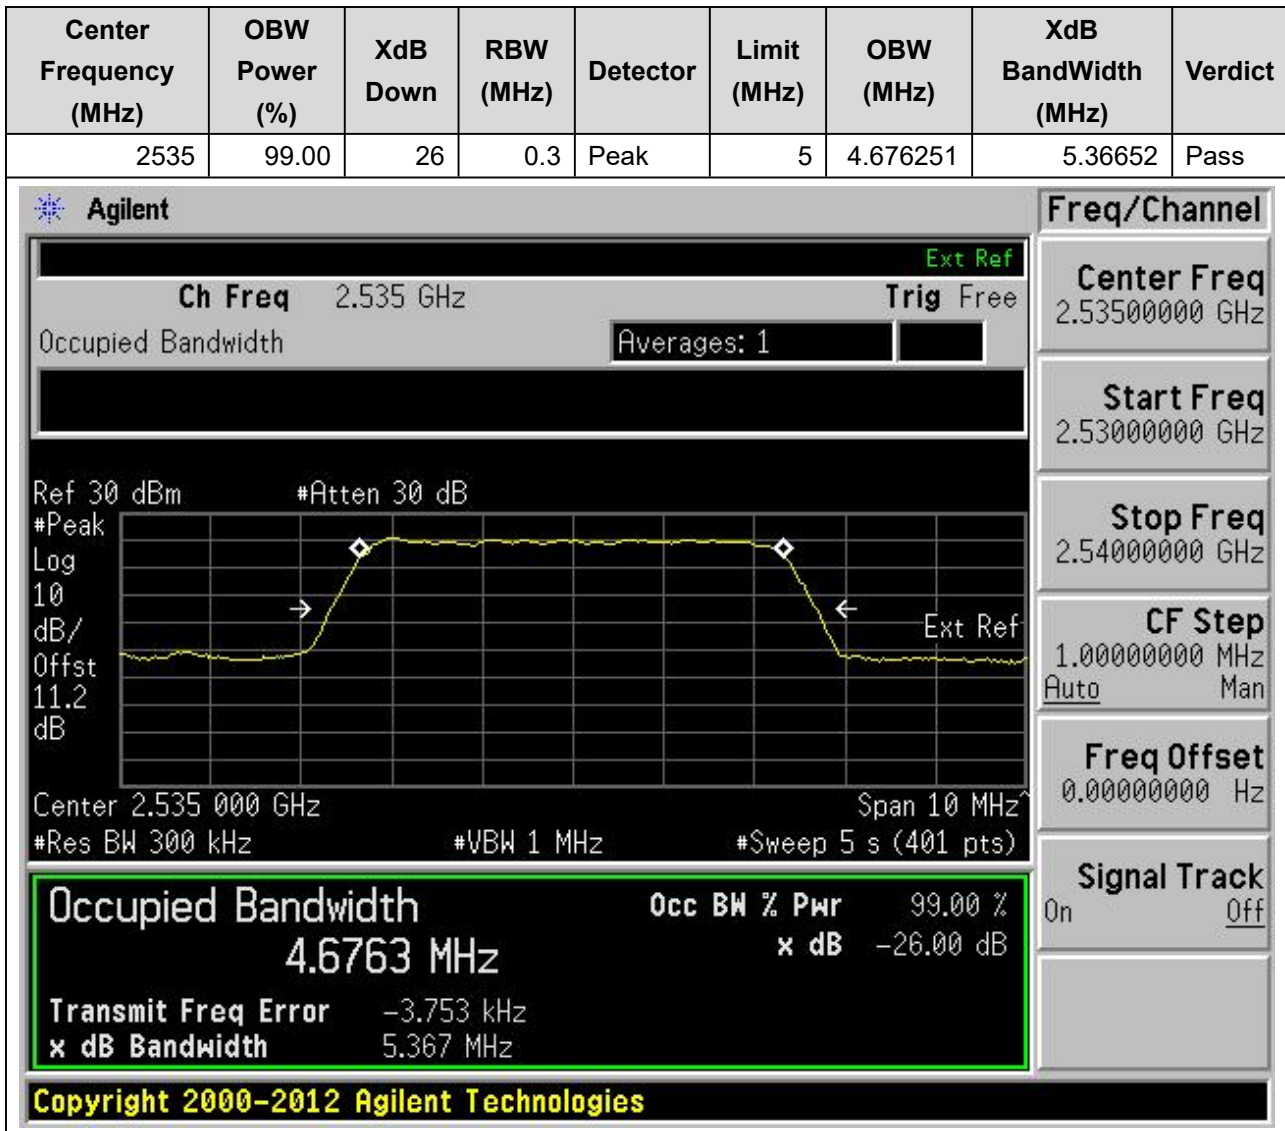 Center Frequency (MHz) OBW Power (%) XdB Down RBW (MHz) Detector Limit (MHz) OBW (MHz) XdB BandWidth (MHz) Verdict
2535 99.00 26 0.3 Peak 5 4.676251 5.36652 Pass
Agilent
Freq/Channel
Ext Ref
Ch Freq 2.535 GHz Trig Free
Occupied Bandwidth Averages: 1
Center Freq
2.53500000 GHz
Start Freq
2.53000000 GHz
Stop Freq
2.54000000 GHz
CF Step
1.00000000 MHz
Auto Man
Freq Offset
0.00000000 Hz
Signal Track
On Off
Ref 30 dBm #Atten 30 dB
#Peak
Log
10
dB/
Offst
11.2
dB
Ext Ref
Center 2.535 000 GHz Span 10 MHz^
#Res BW 300 kHz #VBW 1 MHz #Sweep 5 s (401 pts)
Occupied Bandwidth Occ BW % Pwr 99.00 %
4.6763 MHz x dB -26.00 dB
Transmit Freq Error -3.753 kHz
x dB Bandwidth 5.367 MHz
Copyright 2000-2012 Agilent Technologies